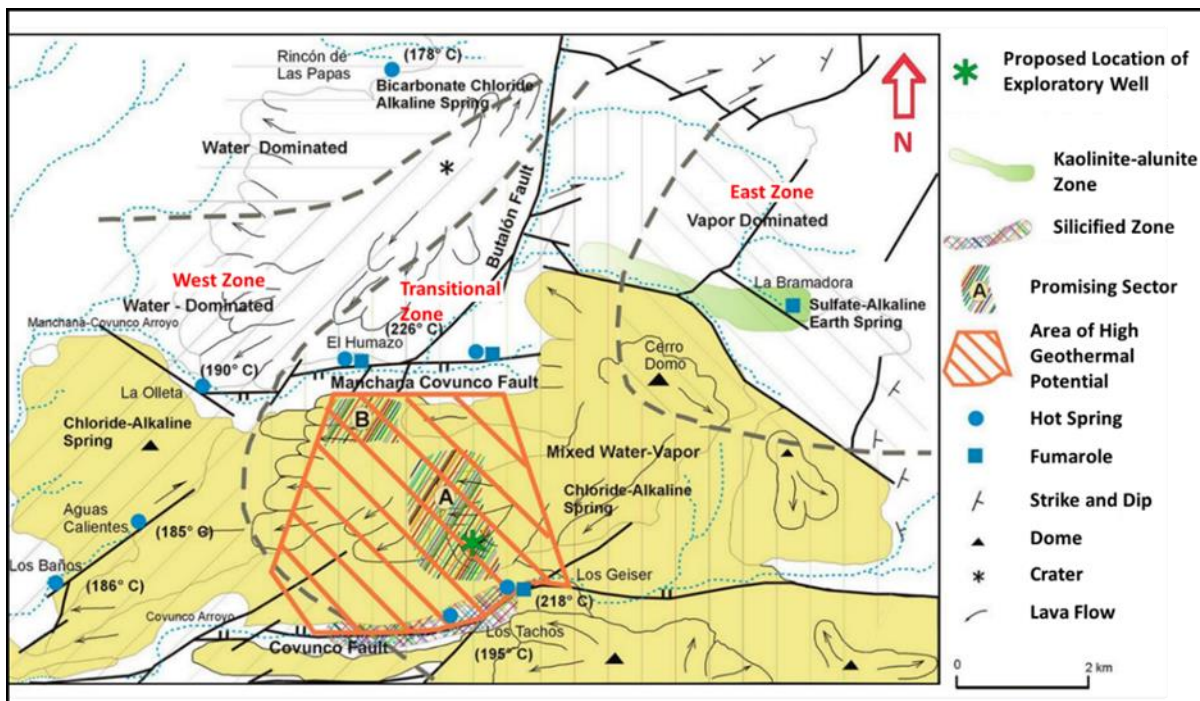 Rincón de
Las Papas
(178° C)
Bicarbonate Chloride
Alkaline Spring
Water Dominated
Butalón Fault
East Zone
Vapor Dominated
La Bramadora
Sulfate-Alkaline
Earth Spring
West Zone
Water - Dominated
Transitional
Zone
(226° C)
Manchana-Covunco Arroyo
El Humazo
Cerro
Domo
(190° C)
Manchana Covunco Fault
La Olleta
Chloride-Alkaline
Spring
B
Mixed Water-Vapor
A
Chloride-Alkaline
Spring
Aguas
Calientes
(185° C)
Los Baños
(186° C)
Los Geiser
(218° C)
Covunco Arroyo
Los Tachos
(195° C)
Covunco Fault
N
Proposed Location of
Exploratory Well
Kaolinite-alunite
Zone
Silicified Zone
A
Promising Sector
Area of High
Geothermal
Potential
Hot Spring
Fumarole
Strike and Dip
Dome
Crater
Lava Flow
0
2 km